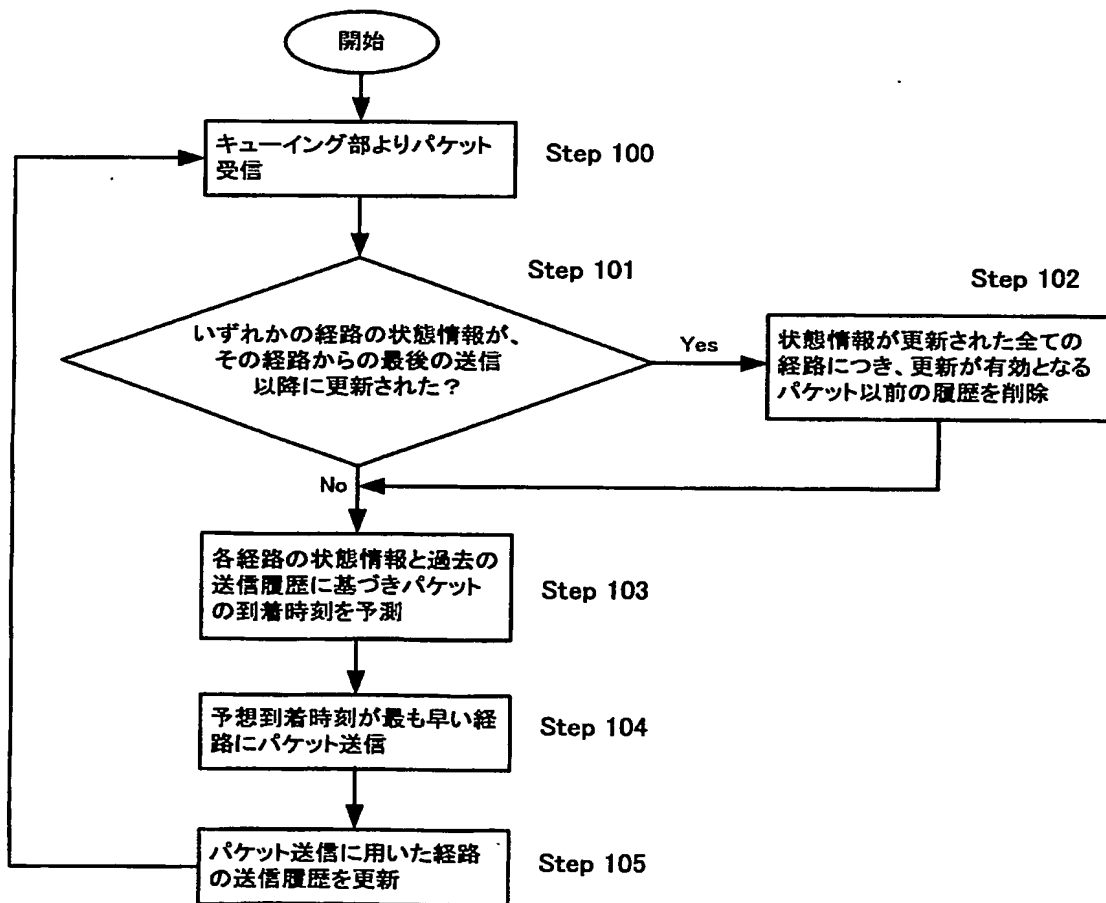 開始
キューイング部よりパケット
受信
Step 100
Step 101
いずれかの経路の状態情報が、
その経路からの最後の送信
以降に更新された？
Yes
Step 102
状態情報が更新された全ての
経路につき、更新が有効となる
パケット以前の履歴を削除
No
各経路の状態情報と過去の
送信履歴に基づきパケット
の到着時刻を予測
Step 103
予想到着時刻が最も早い経
路にパケット送信
Step 104
パケット送信に用いた経路
の送信履歴を更新
Step 105